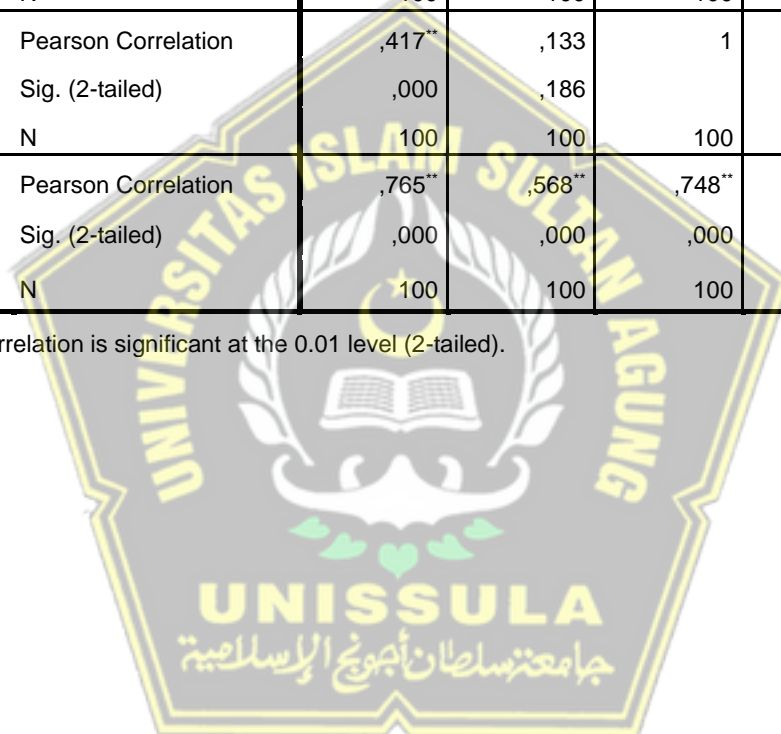 Pearson Correlation ,417** ,133 1
Sig. (2-tailed) ,000 ,186
N 100 100 100
Pearson Correlation ,765** ,568** ,748**
Sig. (2-tailed) ,000 ,000 ,000
N 100 100 100
rrelation is significant at the 0.01 level (2-tailed).
UNIVERSITAS ISLAM SULTAN AGUNG
UNISSULA
جامعة سلطان أجونج الإسلامية